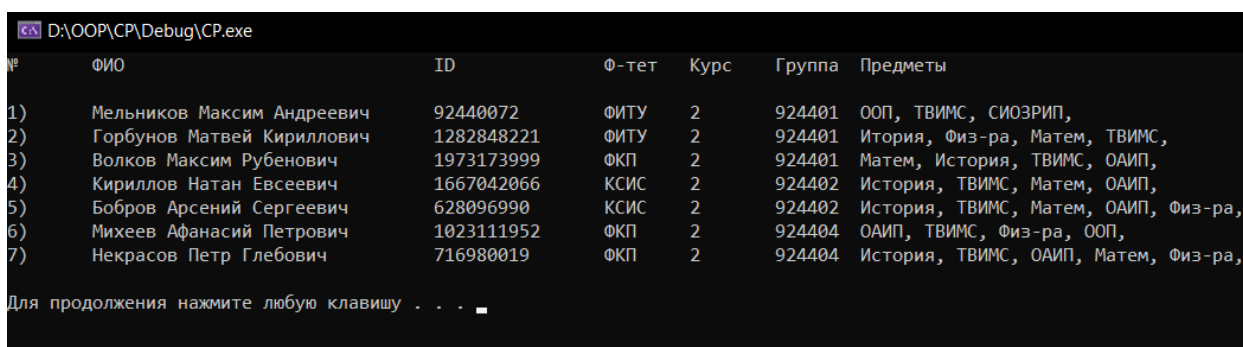 D:\OOP\CP\Debug\CP.exe
№ ФИО ID Ф-тет Курс Группа Предметы
1) Мельников Максим Андреевич 92440072 ФИТУ 2 924401 ООП, ТВИМС, СИОЗРИП,
2) Горбунов Матвей Кириллович 1282848221 ФИТУ 2 924401 Итория, Физ-ра, Матем, ТВИМС,
3) Волков Максим Рубенович 1973173999 ФКП 2 924401 Матем, История, ТВИМС, ОАИП,
4) Кириллов Натан Евсеевич 1667042066 КСИС 2 924402 История, ТВИМС, Матем, ОАИП,
5) Бобров Арсений Сергеевич 628096990 КСИС 2 924402 История, ТВИМС, Матем, ОАИП, Физ-ра,
6) Михеев Афанасий Петрович 1023111952 ФКП 2 924404 ОАИП, ТВИМС, Физ-ра, ООП,
7) Некрасов Петр Глебович 716980019 ФКП 2 924404 История, ТВИМС, ОАИП, Матем, Физ-ра,
Для продолжения нажмите любую клавишу . . .